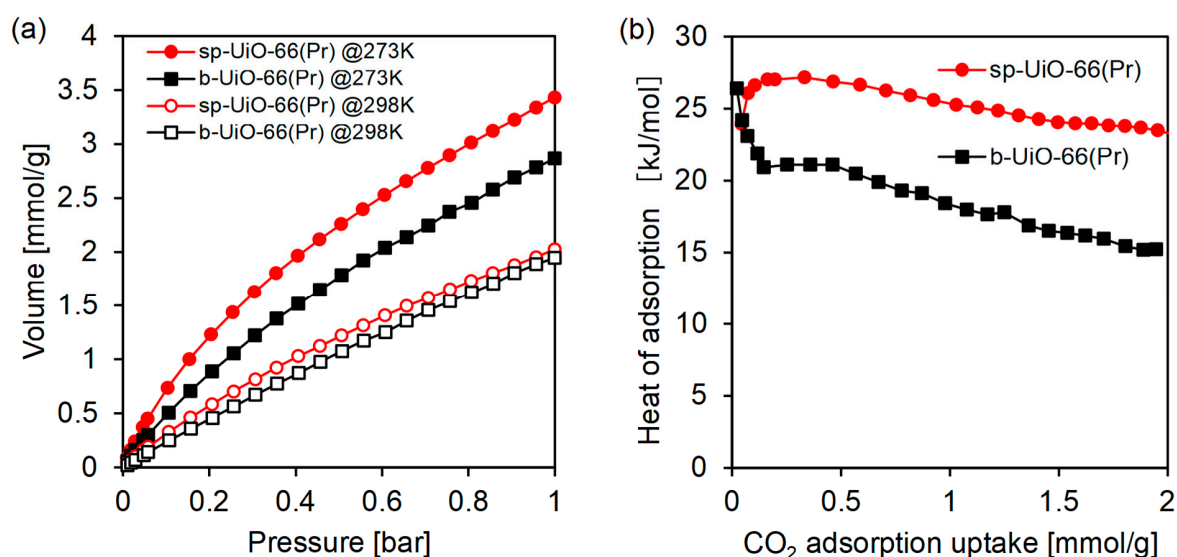 (a)
Volume [mmol/g]
4
3.5
3
2.5
2
1.5
1
0.5
0
sp-UiO-66(Pr) @273K
b-UiO-66(Pr) @273K
sp-UiO-66(Pr) @298K
b-UiO-66(Pr) @298K
0 0.2 0.4 0.6 0.8 1
Pressure [bar]
(b)
Heat of adsorption [kJ/mol]
30
25
20
15
10
5
0
sp-UiO-66(Pr)
b-UiO-66(Pr)
0 0.5 1 1.5 2
CO2 adsorption uptake [mmol/g]